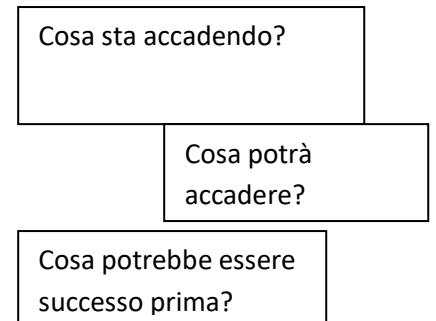 Cosa sta accadendo?
Cosa potrà
accadere?
Cosa potrebbe essere
successo prima?